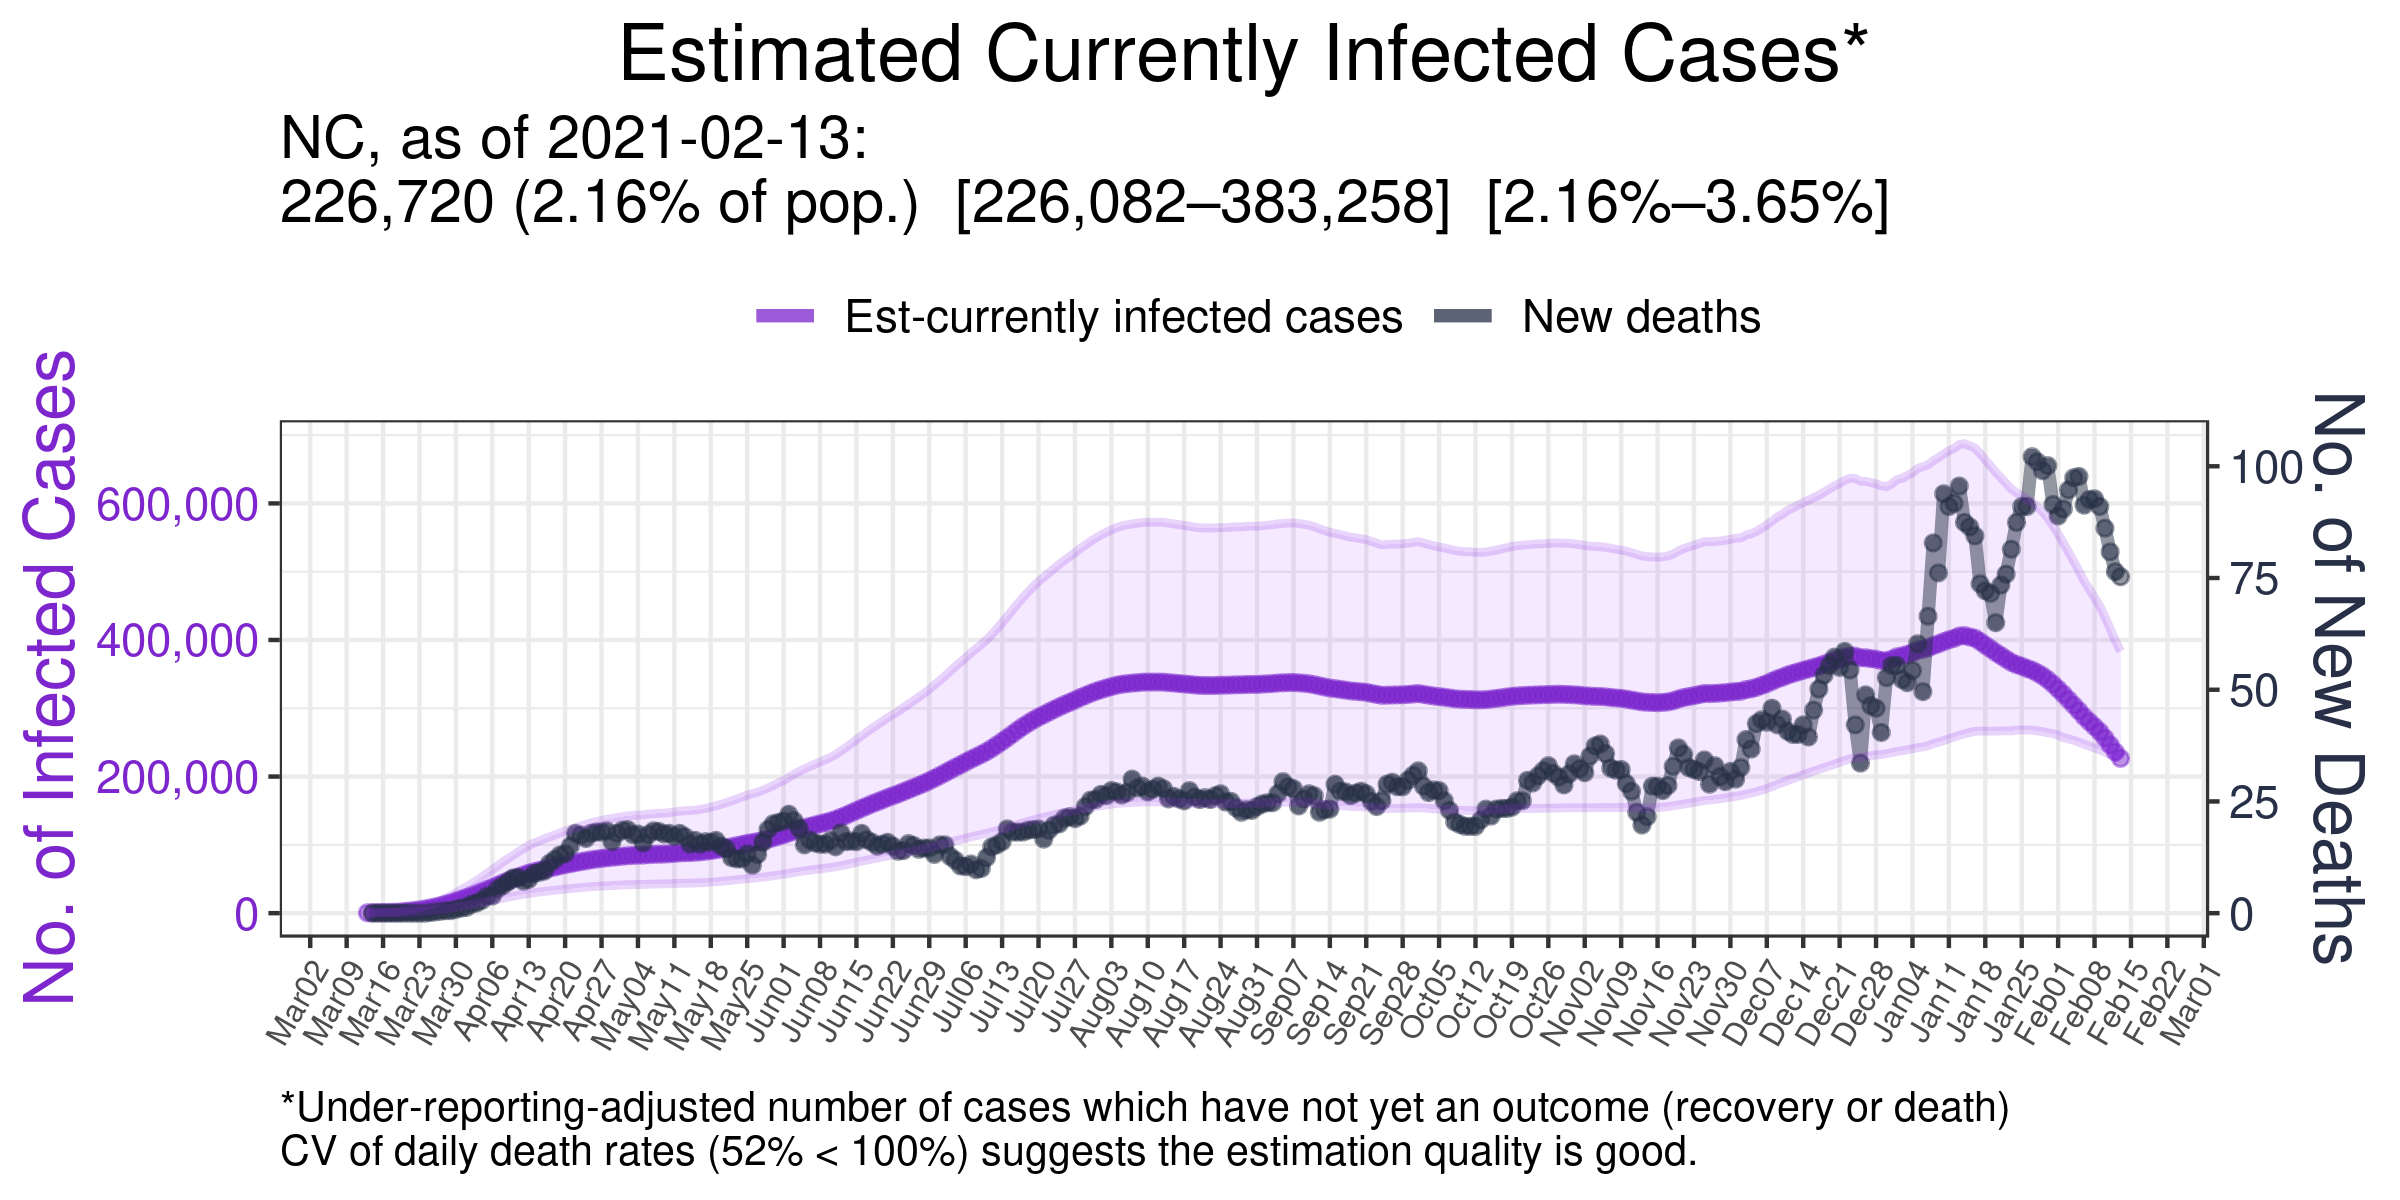 Estimated Currently Infected Cases*
NC, as of 2021-02-13:
226,720 (2.16% of pop.)  [226,082–383,258]  [2.16%–3.65%]
Est-currently infected cases
New deaths
No. of Infected Cases
600,000
400,000
200,000
0
100
75
50
25
0
No. of New Deaths
Mar02
Mar09
Mar16
Mar23
Mar30
Apr06
Apr13
Apr20
Apr27
May04
May11
May18
May25
Jun01
Jun08
Jun15
Jun22
Jun29
Jul06
Jul13
Jul20
Jul27
Aug03
Aug10
Aug17
Aug24
Aug31
Sep07
Sep14
Sep21
Sep28
Oct05
Oct12
Oct19
Oct26
Nov02
Nov09
Nov16
Nov23
Nov30
Dec07
Dec14
Dec21
Dec28
Jan04
Jan11
Jan18
Jan25
Feb01
Feb08
Feb15
Feb22
Mar01
*Under-reporting-adjusted number of cases which have not yet an outcome (recovery or death)
CV of daily death rates (52% < 100%) suggests the estimation quality is good.